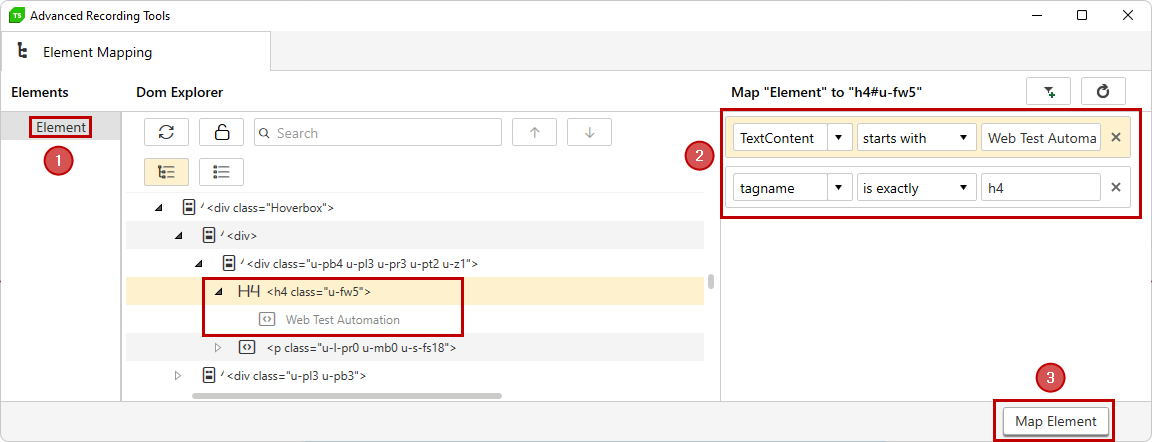 TS Advanced Recording Tools
Element Mapping
Elements
Dom Explorer
Map "Element" to "h4#u-fw5"
Element
1
Search
2
TextContent starts with Web Test Automa
tagname is exactly h4
<div class="Hoverbox">
<div>
<div class="u-pb4 u-pl3 u-pr3 u-pt2 u-z1">
H4 <h4 class="u-fw5">
Web Test Automation
<p class="u-l-pr0 u-mb0 u-s-fs18">
<div class="u-pl3 u-pb3">
3
Map Element